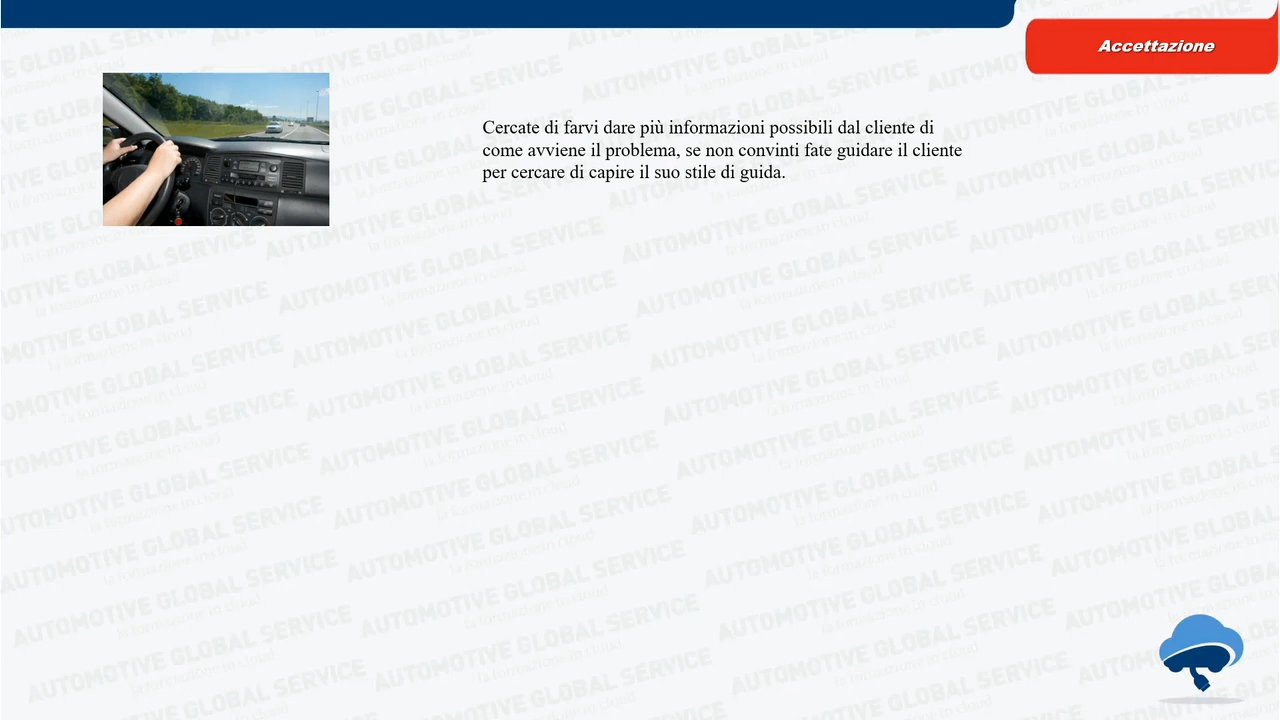 Accettazione
Cercate di farvi dare più informazioni possibili dal cliente di
come avviene il problema, se non convinti fate guidare il cliente
per cercare di capire il suo stile di guida.
AUTOMOTIVE GLOBAL SERVICE
la formazione in cloud